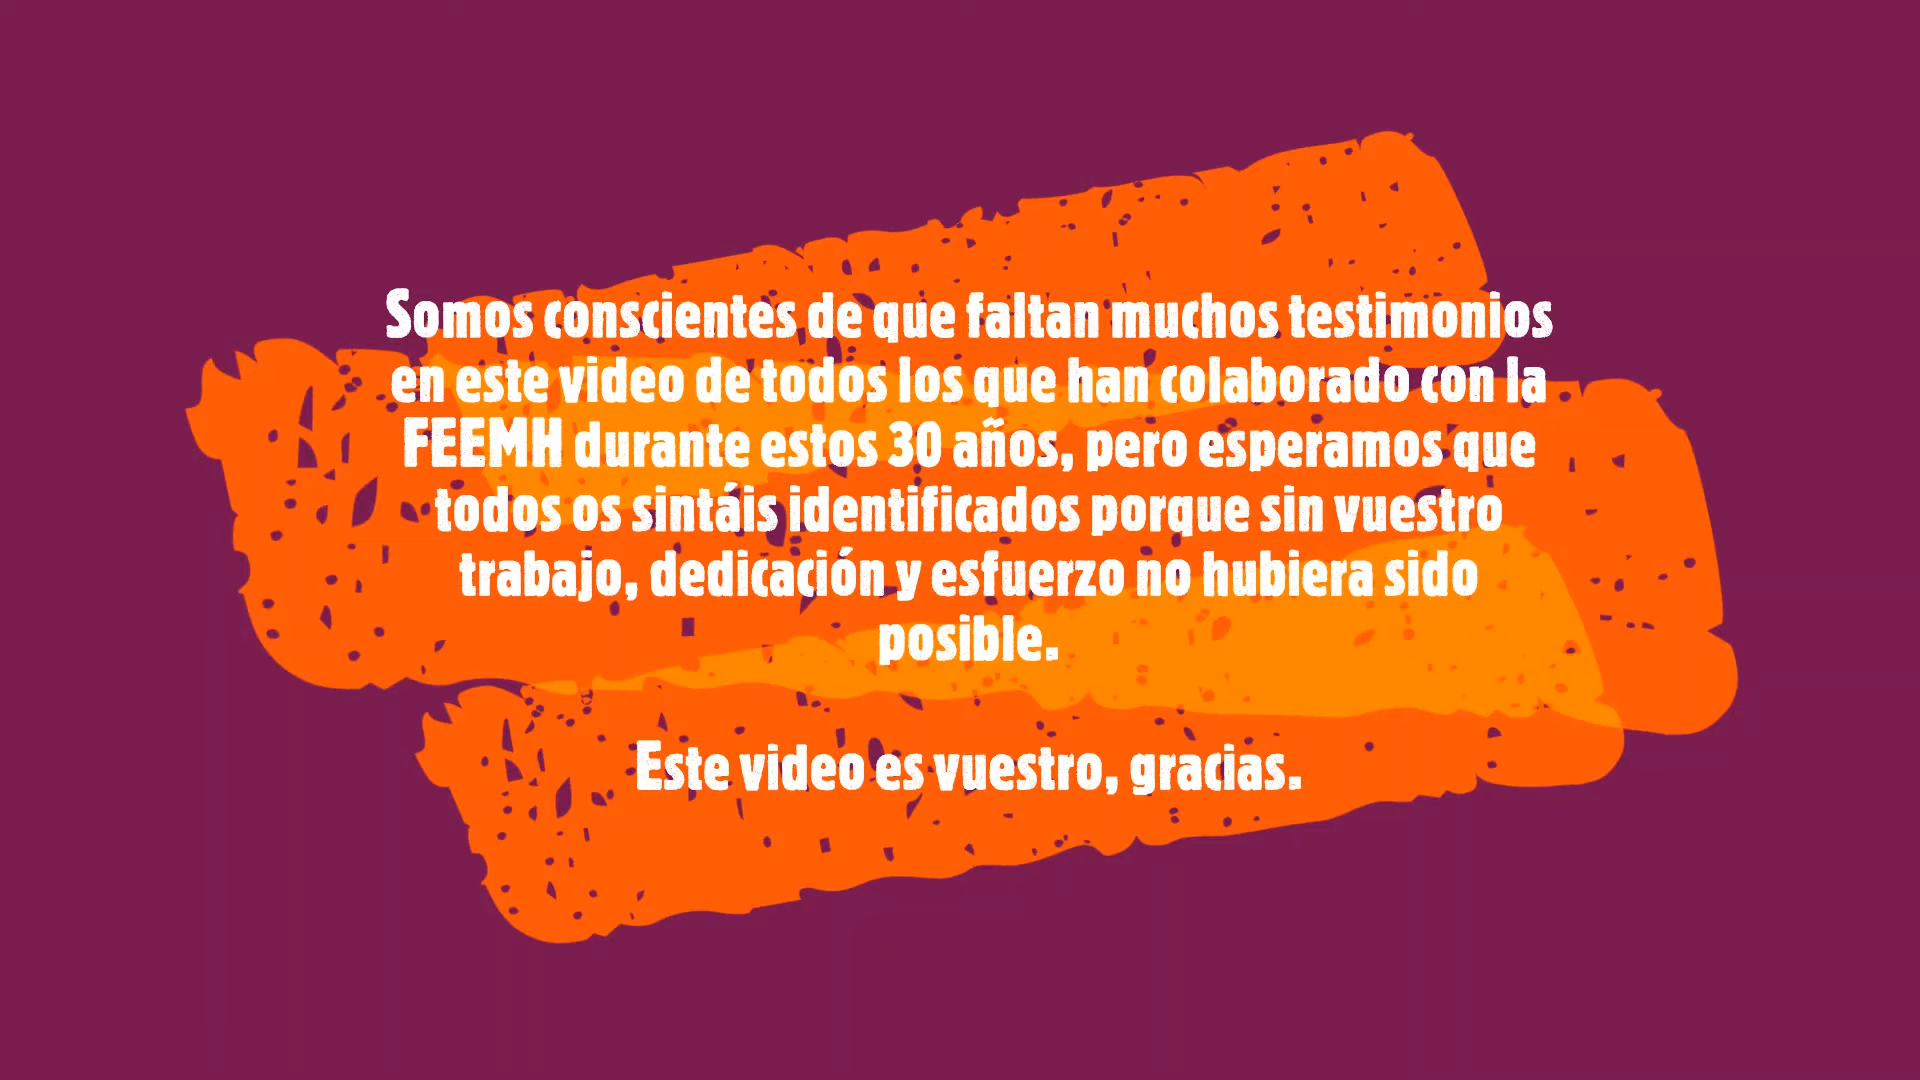 Somos conscientes de que faltan muchos testimonios
en este video de todos los que han colaborado con la
FEEMH durante estos 30 años, pero esperamos que
todos os sintáis identificados porque sin vuestro
trabajo, dedicación y esfuerzo no hubiera sido
posible.
Este video es vuestro, gracias.